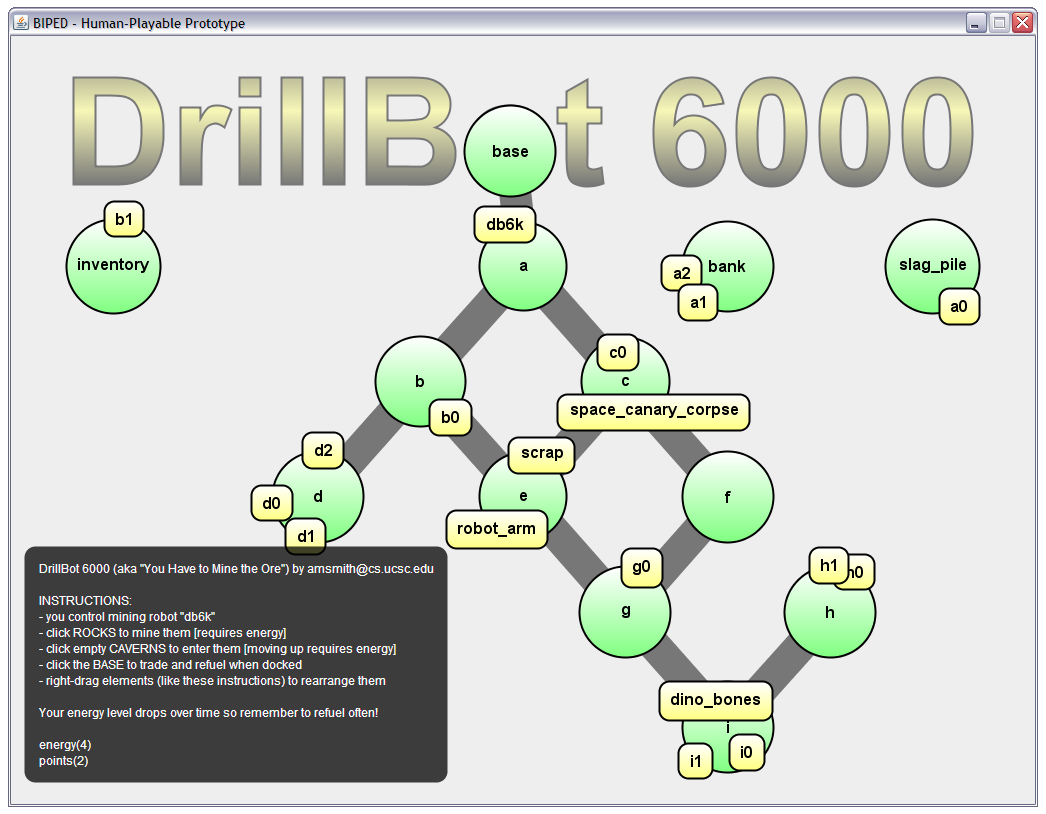 BIPED - Human-Playable Prototype
DrillBot 6000
base
b1
inventory
db6k
a
a2
bank
a1
slag_pile
a0
b
b0
c0
c
space_canary_corpse
d2
d0
d
d1
scrap
e
robot_arm
f
g0
g
h1
h0
h
dino_bones
i
i1
i0
DrillBot 6000 (aka "You Have to Mine the Ore") by amsmith@cs.ucsc.edu
INSTRUCTIONS:
- you control mining robot "db6k"
- click ROCKS to mine them [requires energy]
- click empty CAVERNS to enter them [moving up requires energy]
- click the BASE to trade and refuel when docked
- right-drag elements (like these instructions) to rearrange them
Your energy level drops over time so remember to refuel often!
energy(4)
points(2)